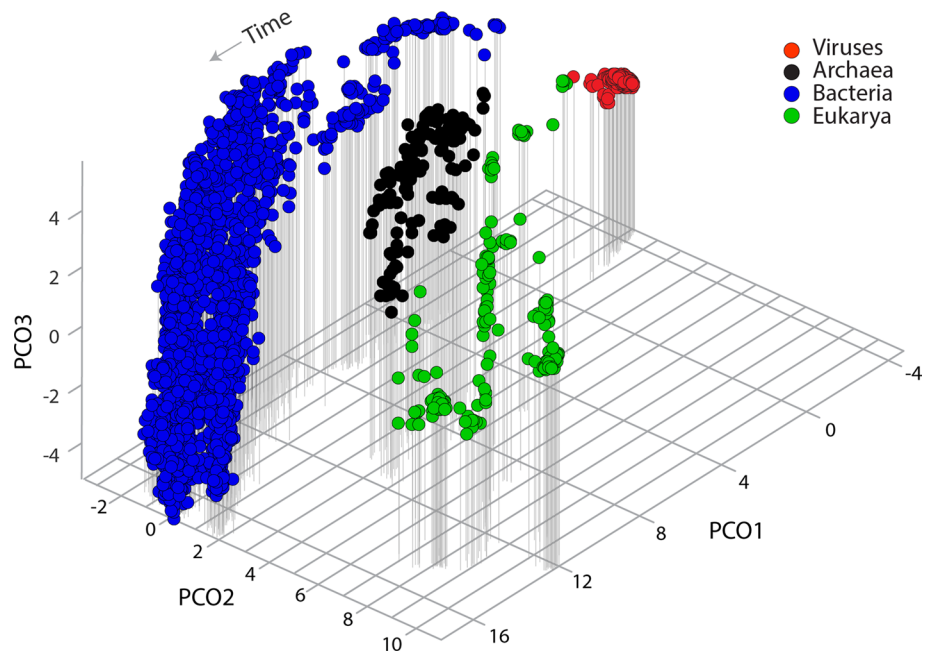 Time
Viruses
Archaea
Bacteria
Eukarya
PCO3
4
2
0
-2
-4
PCO2
-2
0
2
4
6
8
10
PCO1
-4
0
4
8
12
16